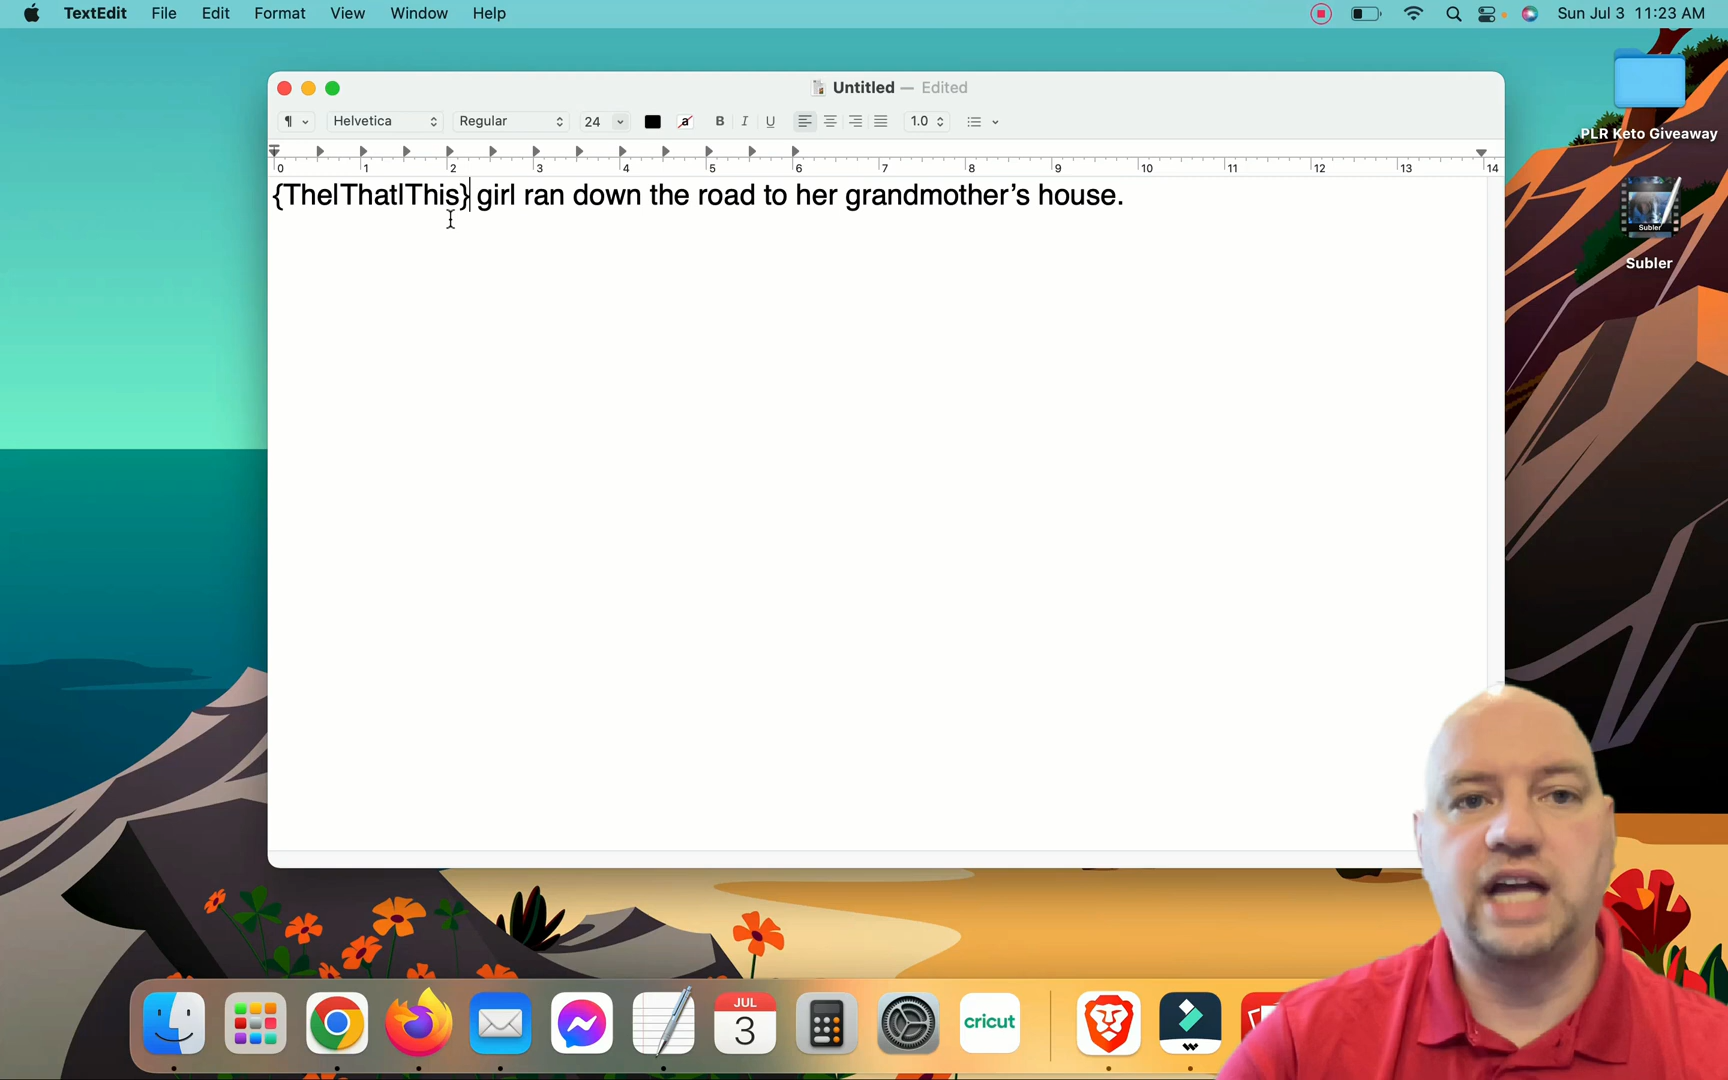 TextEdit File Edit Format View Window Help Sun Jul 3 11:23 AM
Untitled — Edited
¶ Helvetica Regular 24 a B I U 1.0
0 1 2 3 4 5 6 7 8 9 10 11 12 13 14
{The|That|This} girl ran down the road to her grandmother’s house.
PLR Keto Giveaway
Subler
Subler
JUL
3
cricut